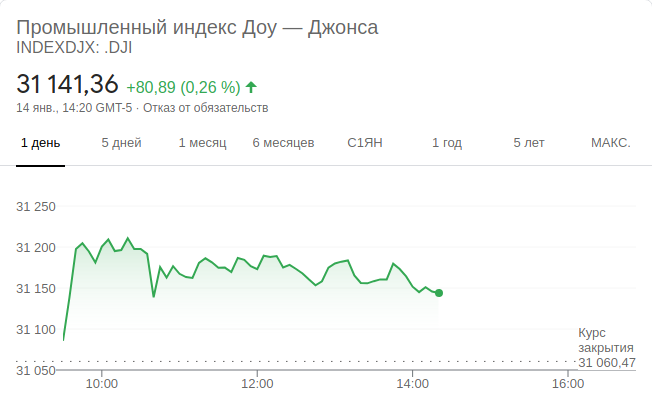 Промышленный индекс Доу — Джонса
INDEXDJX: .DJI
31 141,36 +80,89 (0,26 %)
14 янв., 14:20 GMT-5 · Отказ от обязательств
1 день 5 дней 1 месяц 6 месяцев С1ЯН 1 год 5 лет МАКС.
31 250
31 200
31 150
31 100
31 050
Курс
закрытия
31 060,47
10:00 12:00 14:00 16:00